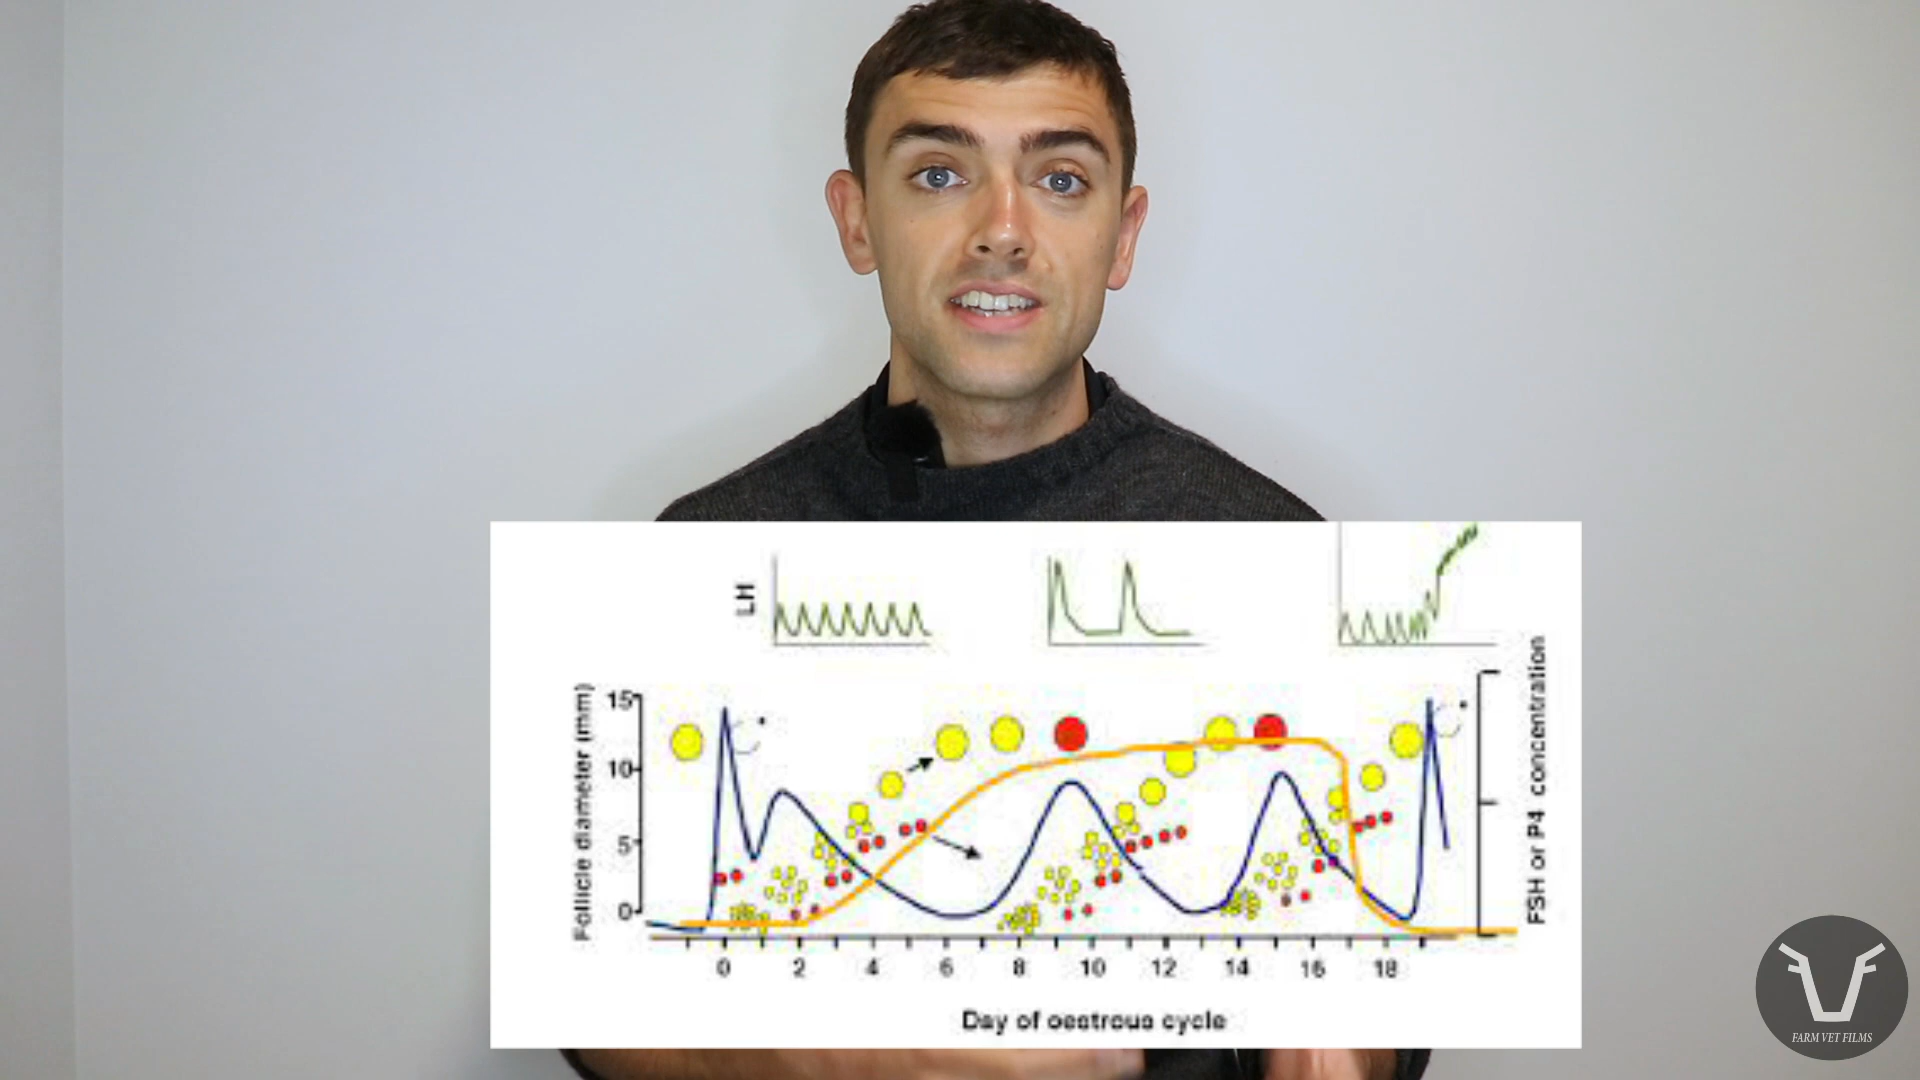 LH
Follicle diameter (mm)
15
10
5
0
FSH or P4 concentration
0 2 4 6 8 10 12 14 16 18
Day of oestrous cycle
FARM VET FILMS